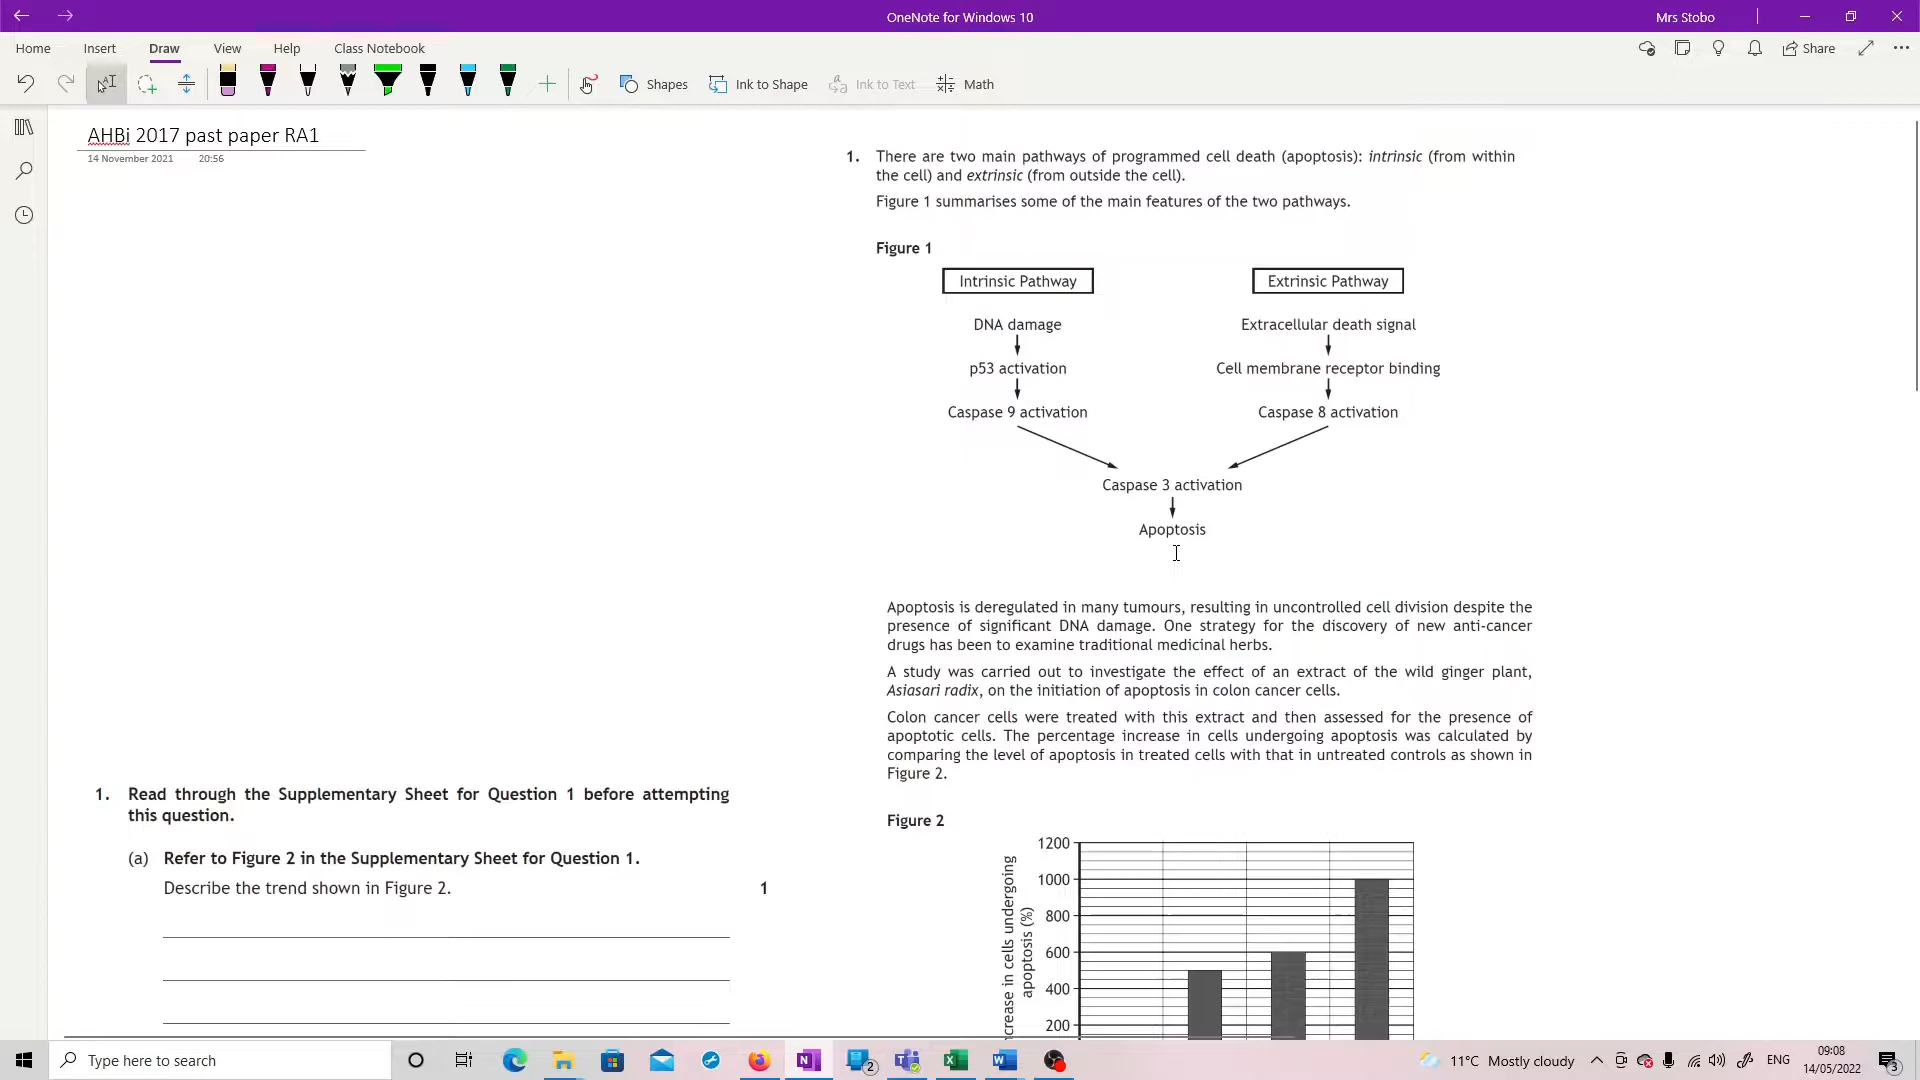 OneNote for Windows 10
Mrs Stobo
Home Insert Draw View Help Class Notebook
Share
Shapes Ink to Shape Ink to Text Math
AHBi 2017 past paper RA1
14 November 2021 20:56
1. There are two main pathways of programmed cell death (apoptosis): intrinsic (from within
the cell) and extrinsic (from outside the cell).
Figure 1 summarises some of the main features of the two pathways.
Figure 1
Intrinsic Pathway Extrinsic Pathway
DNA damage Extracellular death signal
p53 activation Cell membrane receptor binding
Caspase 9 activation Caspase 8 activation
Caspase 3 activation
Apoptosis
Apoptosis is deregulated in many tumours, resulting in uncontrolled cell division despite the
presence of significant DNA damage. One strategy for the discovery of new anti-cancer
drugs has been to examine traditional medicinal herbs.
A study was carried out to investigate the effect of an extract of the wild ginger plant,
Asiasari radix, on the initiation of apoptosis in colon cancer cells.
Colon cancer cells were treated with this extract and then assessed for the presence of
apoptotic cells. The percentage increase in cells undergoing apoptosis was calculated by
comparing the level of apoptosis in treated cells with that in untreated controls as shown in
Figure 2.
Figure 2
1200
1000
800
600
400
200
crease in cells undergoing
apoptosis (%)
1. Read through the Supplementary Sheet for Question 1 before attempting
this question.
(a) Refer to Figure 2 in the Supplementary Sheet for Question 1.
Describe the trend shown in Figure 2. 1
Type here to search
2
11°C Mostly cloudy
ENG
09:08
14/05/2022
3